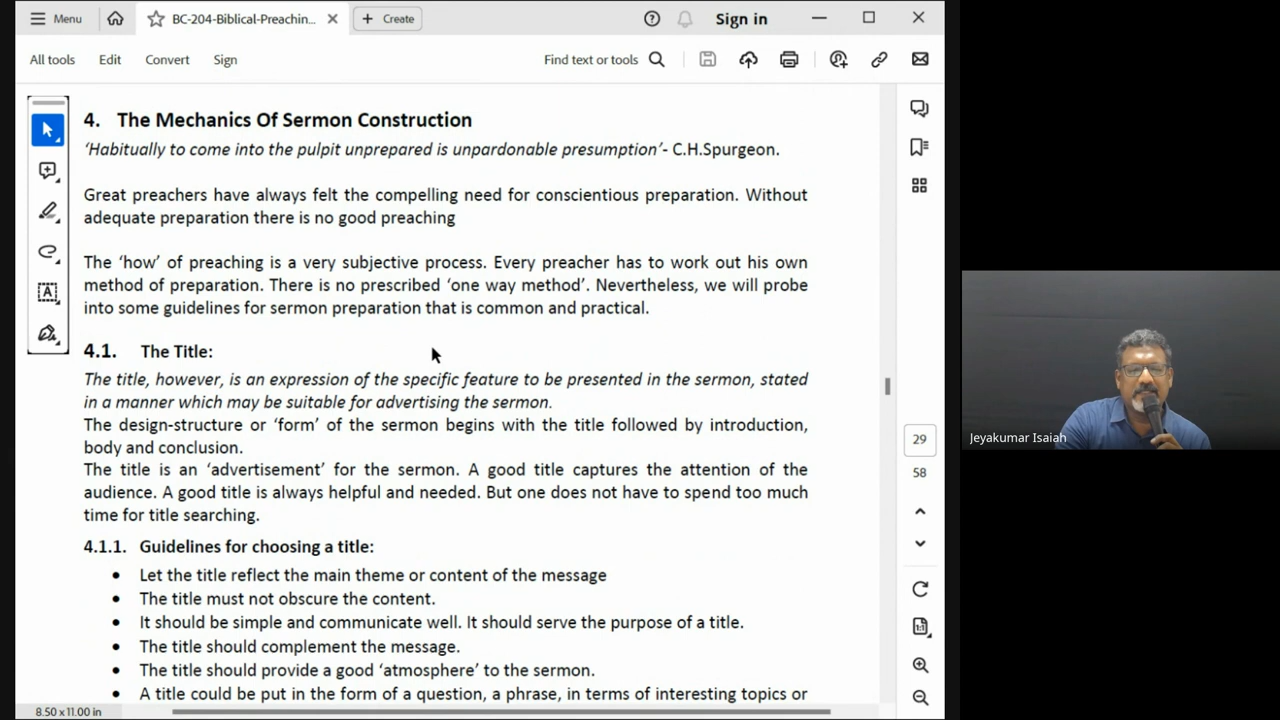 Menu
BC-204-Biblical-Preachin...
Create
Sign in
All tools
Edit
Convert
Sign
Find text or tools
4. The Mechanics Of Sermon Construction
‘Habitually to come into the pulpit unprepared is unpardonable presumption’- C.H.Spurgeon.
Great preachers have always felt the compelling need for conscientious preparation. Without
adequate preparation there is no good preaching
The ‘how’ of preaching is a very subjective process. Every preacher has to work out his own
method of preparation. There is no prescribed ‘one way method’. Nevertheless, we will probe
into some guidelines for sermon preparation that is common and practical.
4.1. The Title:
The title, however, is an expression of the specific feature to be presented in the sermon, stated
in a manner which may be suitable for advertising the sermon.
The design-structure or ‘form’ of the sermon begins with the title followed by introduction,
body and conclusion.
The title is an ‘advertisement’ for the sermon. A good title captures the attention of the
audience. A good title is always helpful and needed. But one does not have to spend too much
time for title searching.
4.1.1. Guidelines for choosing a title:
• Let the title reflect the main theme or content of the message
• The title must not obscure the content.
• It should be simple and communicate well. It should serve the purpose of a title.
• The title should complement the message.
• The title should provide a good ‘atmosphere’ to the sermon.
• A title could be put in the form of a question, a phrase, in terms of interesting topics or
8.50 x 11.00 in
29
58
1:1
Jeyakumar Isaiah